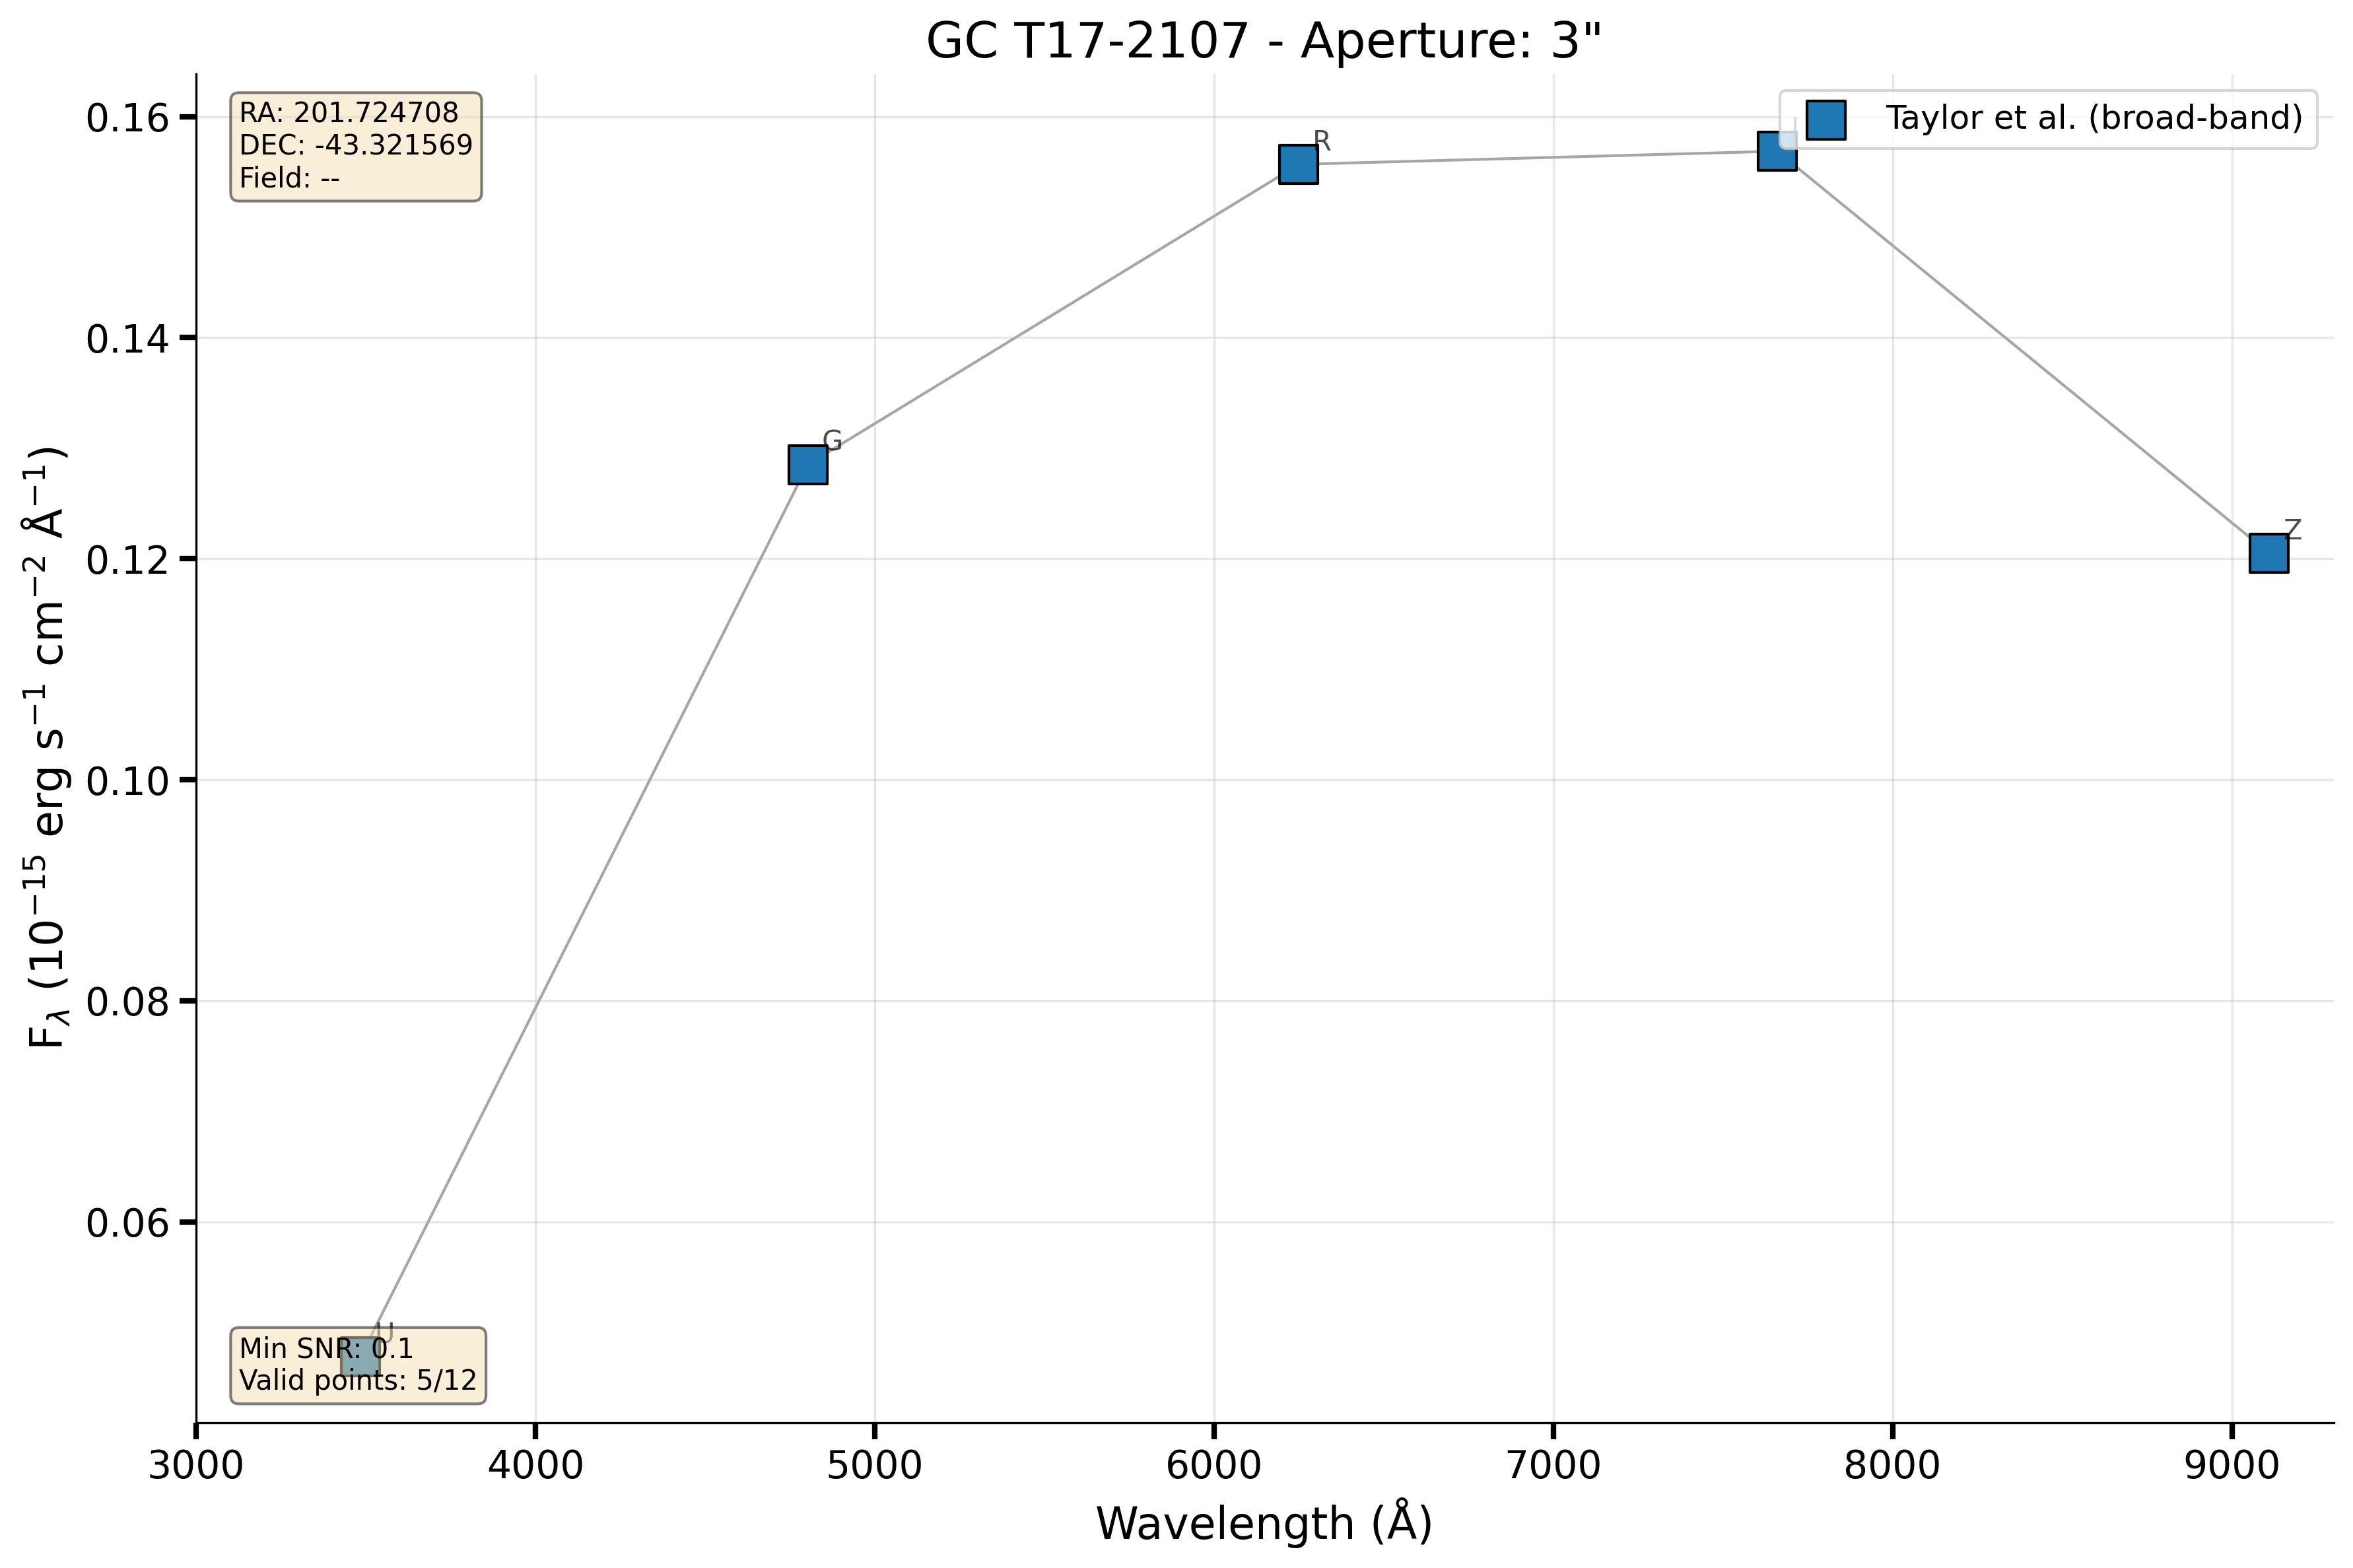 GC T17-2107 - Aperture: 3"
RA: 201.724708
DEC: -43.321569
Field: --
Taylor et al. (broad-band)
0.16
0.14
0.12
0.10
0.08
0.06
F_λ (10⁻¹⁵ erg s⁻¹ cm⁻² Å⁻¹)
R
G
Z
U
Min SNR: 0.1
Valid points: 5/12
3000 4000 5000 6000 7000 8000 9000
Wavelength (Å)